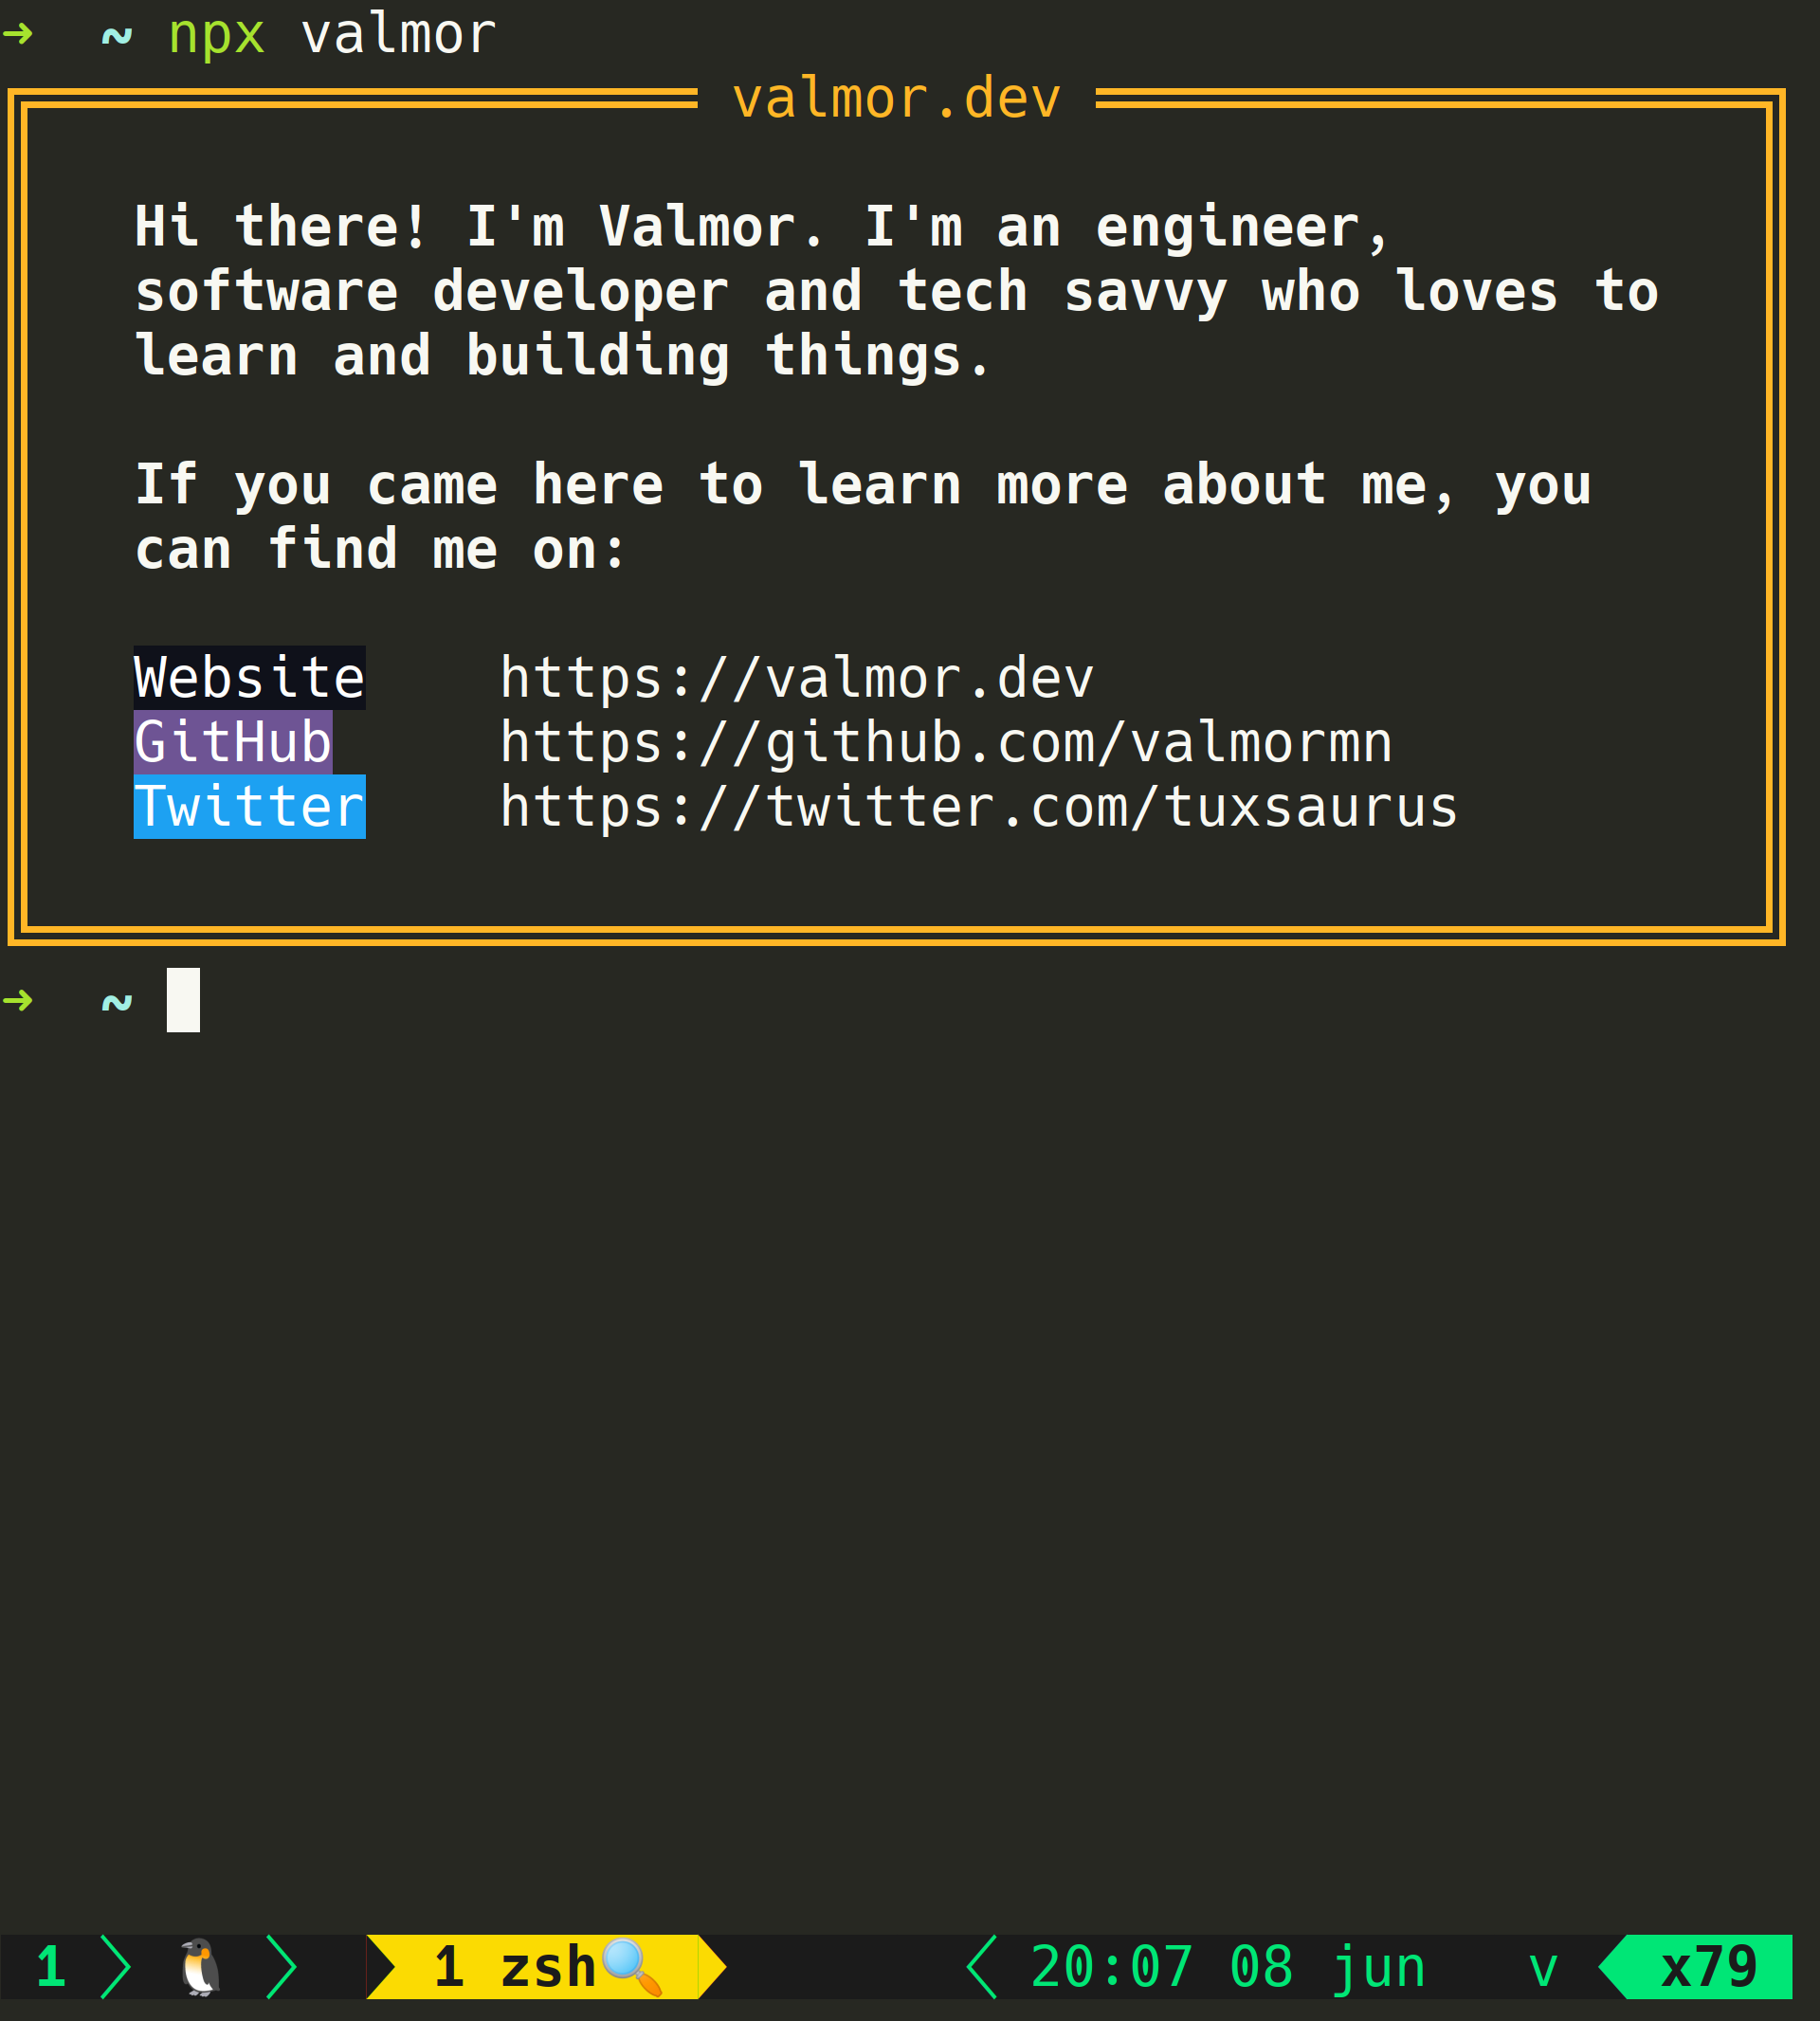 ➜  ~ npx valmor
valmor.dev
Hi there! I'm Valmor. I'm an engineer,
software developer and tech savvy who loves to
learn and building things.
If you came here to learn more about me, you
can find me on:
Website    https://valmor.dev
GitHub     https://github.com/valmormn
Twitter    https://twitter.com/tuxsaurus
➜  ~
1 🐧 1 zsh🔍 20:07 08 jun v x79